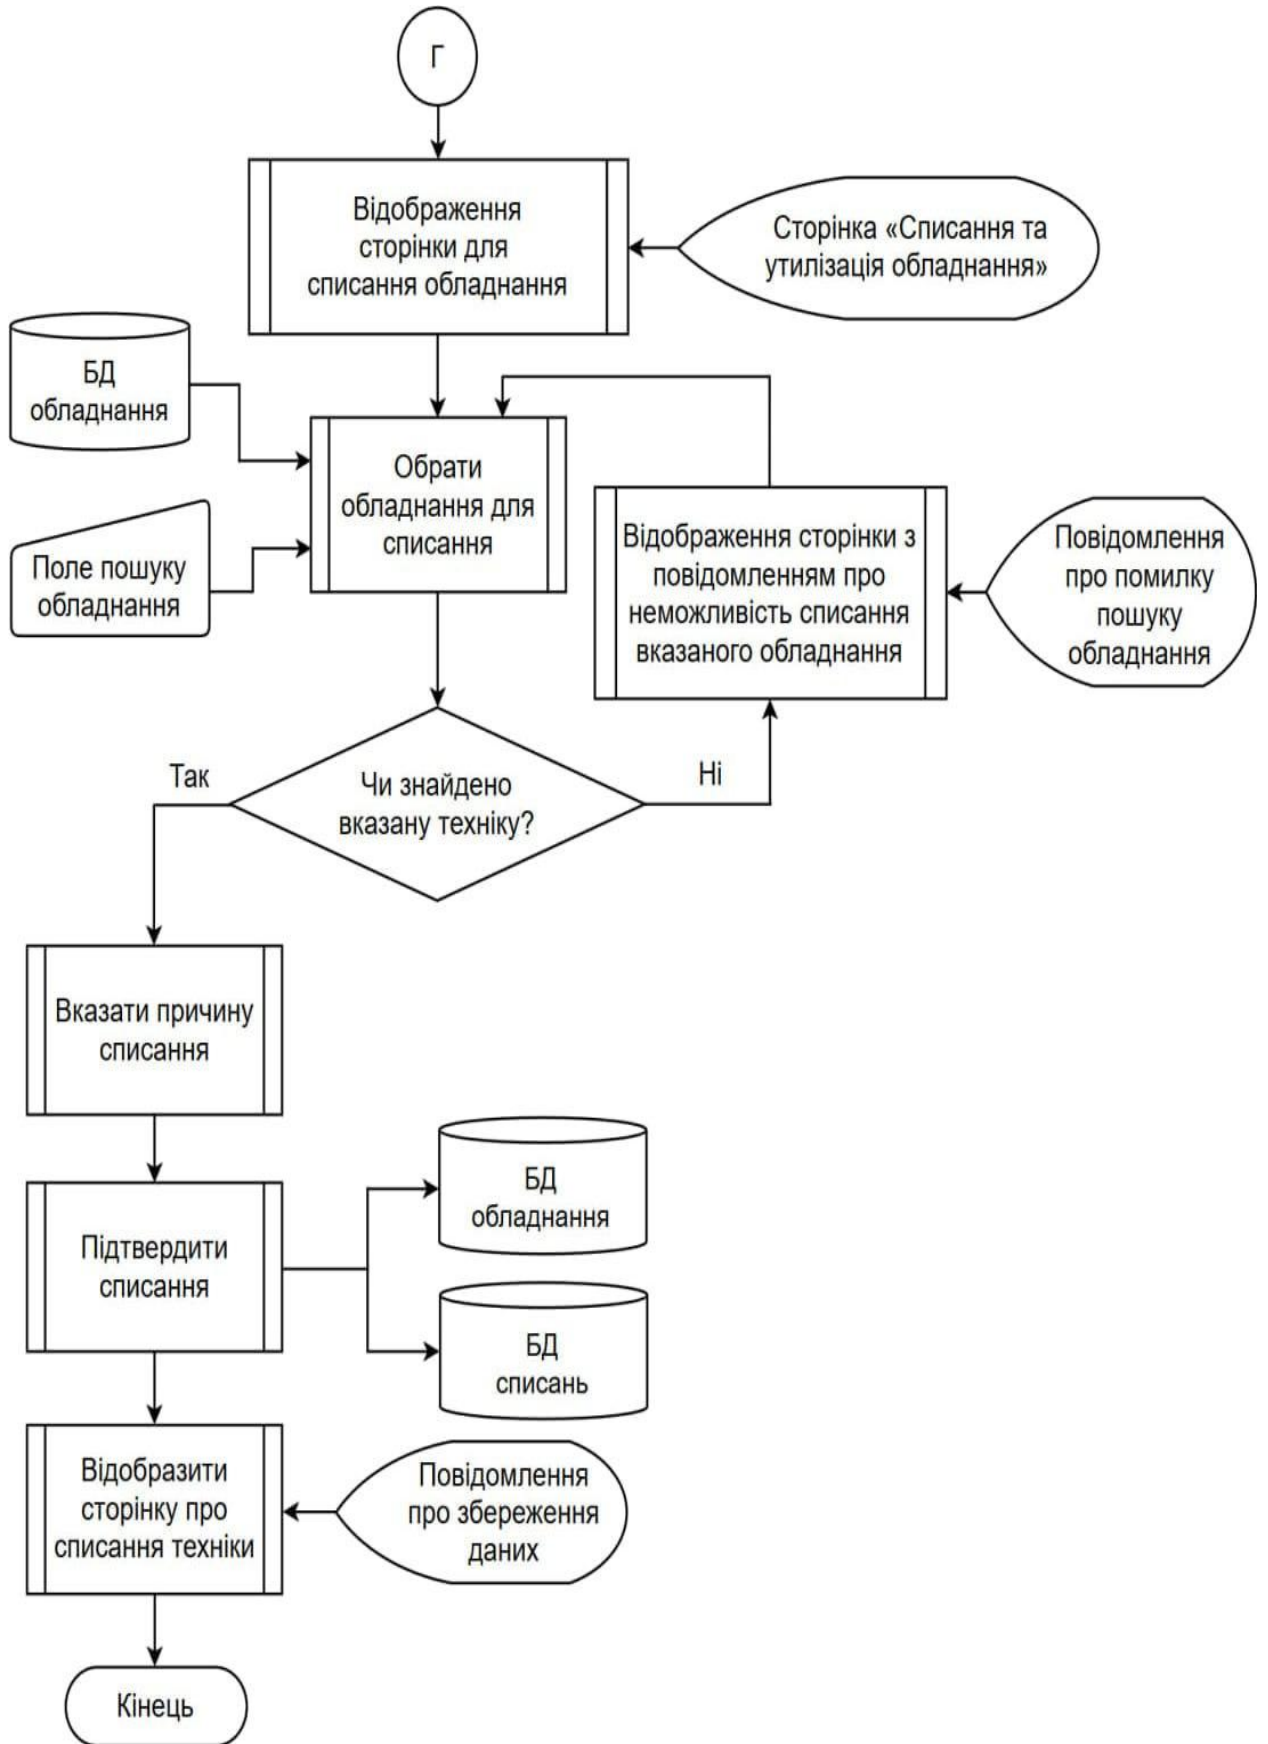 Г
Відображення
сторінки для
списання обладнання
Сторінка «Списання та
утилізація обладнання»
БД
обладнання
Обрати
обладнання для
списання
Поле пошуку
обладнання
Відображення сторінки з
повідомленням про
неможливість списання
вказаного обладнання
Повідомлення
про помилку
пошуку
обладнання
Так
Чи знайдено
вказану техніку?
Ні
Вказати причину
списання
Підтвердити
списання
БД
обладнання
БД
списань
Відобразити
сторінку про
списання техніки
Повідомлення
про збереження
даних
Кінець